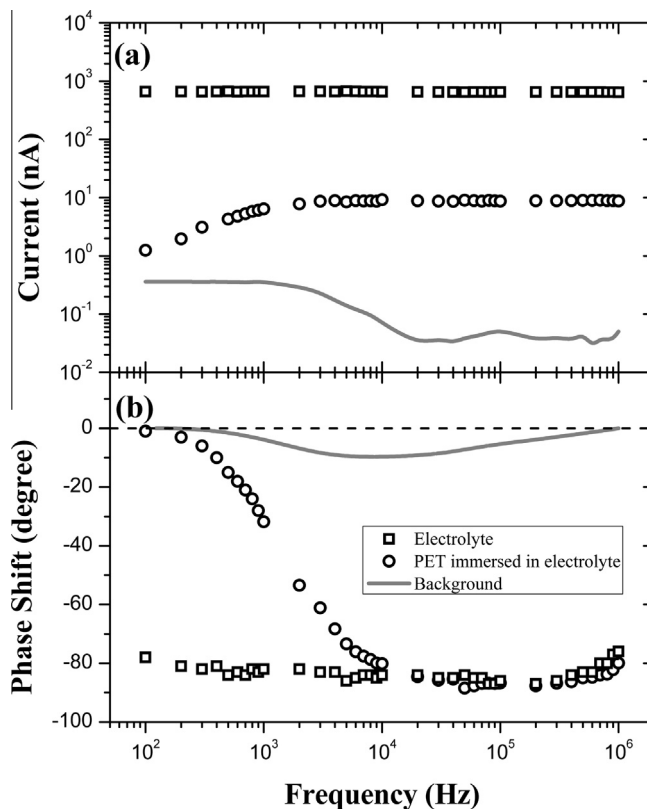 (a)
10^4
10^3
10^2
10^1
10^0
10^-1
10^-2
Current (nA)
(b)
0
-20
-40
-60
-80
-100
Phase Shift (degree)
Electrolyte
PET immersed in electrolyte
Background
10^2 10^3 10^4 10^5 10^6
Frequency (Hz)